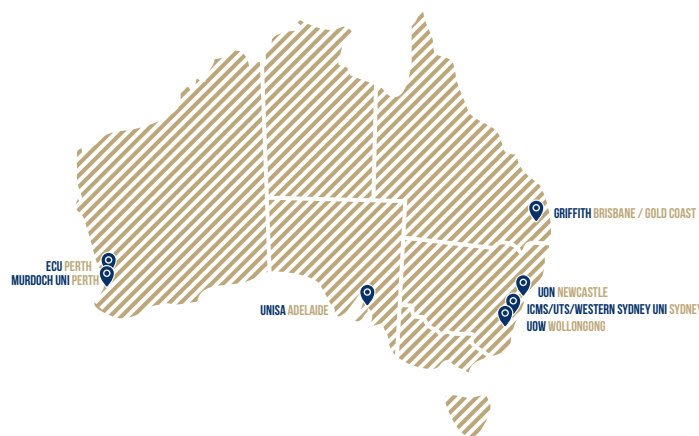 GRIFFITH BRISBANE / GOLD COAST
ECU PERTH
MURDOCH UNI PERTH
UON NEWCASTLE
UNISA ADELAIDE
ICMS/UTS/WESTERN SYDNEY UNI SYDNEY
UOW WOLLONGONG